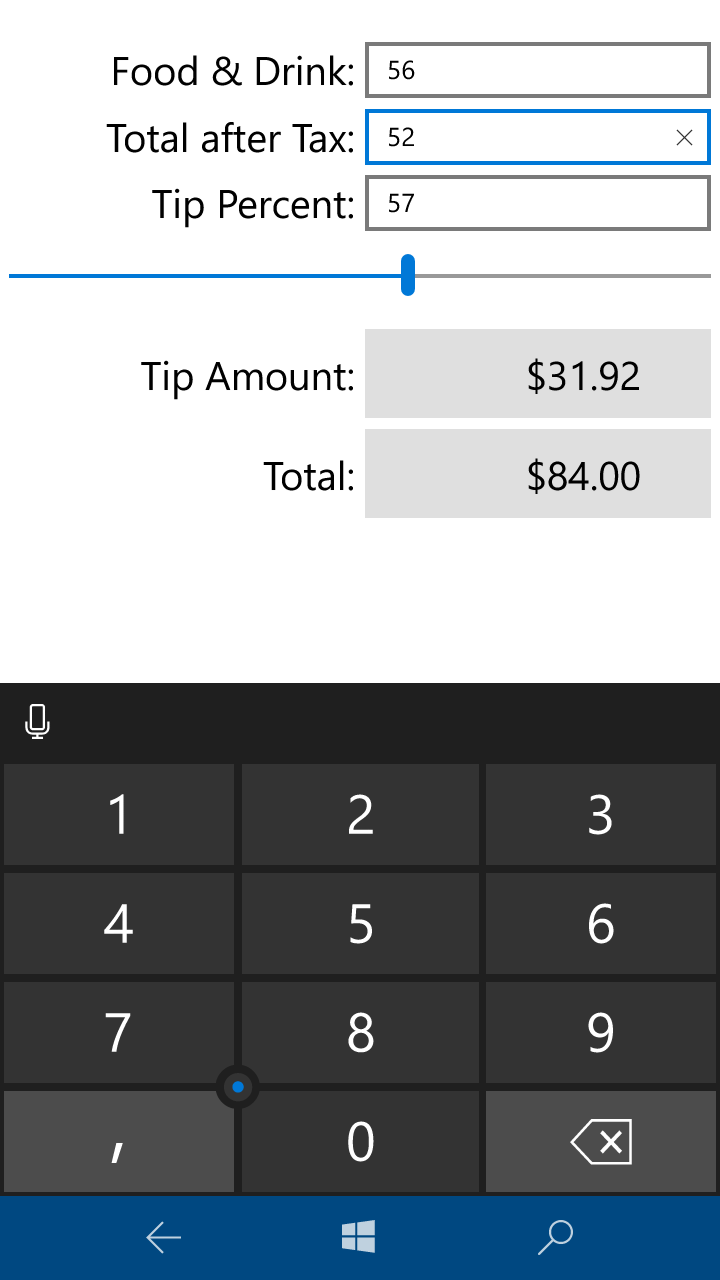 Food & Drink: 56
Total after Tax: 52
Tip Percent: 57
Tip Amount: $31.92
Total: $84.00
1 2 3
4 5 6
7 8 9
, 0